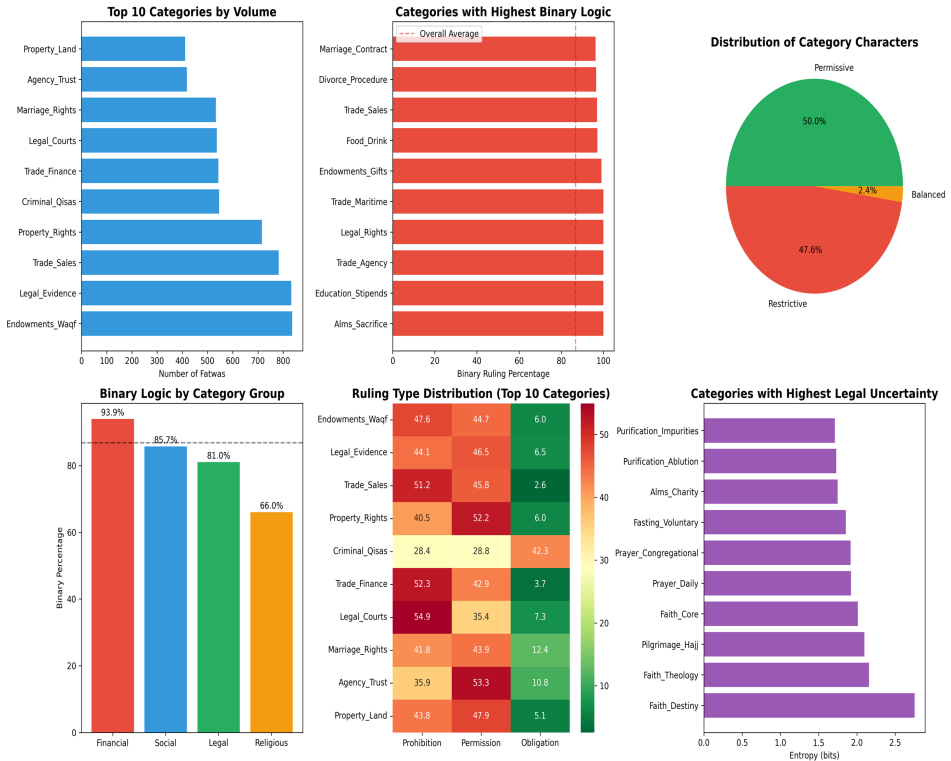 Top 10 Categories by Volume
Property_Land
Agency_Trust
Marriage_Rights
Legal_Courts
Trade_Finance
Criminal_Qisas
Property_Rights
Trade_Sales
Legal_Evidence
Endowments_Waqf
0 100 200 300 400 500 600 700 800
Number of Fatwas
Categories with Highest Binary Logic
Overall Average
Marriage_Contract
Divorce_Procedure
Trade_Sales
Food_Drink
Endowments_Gifts
Trade_Maritime
Legal_Rights
Trade_Agency
Education_Stipends
Alms_Sacrifice
0 20 40 60 80 100
Binary Ruling Percentage
Distribution of Category Characters
Permissive
50.0%
2.4%
Balanced
47.6%
Restrictive
Binary Logic by Category Group
93.9%
85.7%
81.0%
66.0%
80
60
40
20
0
Binary Percentage
Financial Social Legal Religious
Ruling Type Distribution (Top 10 Categories)
Endowments_Waqf 47.6 44.7 6.0
Legal_Evidence 44.1 46.5 6.5
Trade_Sales 51.2 45.8 2.6
Property_Rights 40.5 52.2 6.0
Criminal_Qisas 28.4 28.8 42.3
Trade_Finance 52.3 42.9 3.7
Legal_Courts 54.9 35.4 7.3
Marriage_Rights 41.8 43.9 12.4
Agency_Trust 35.9 53.3 10.8
Property_Land 43.8 47.9 5.1
Prohibition Permission Obligation
50
40
30
20
10
Categories with Highest Legal Uncertainty
Purification_Impurities
Purification_Ablution
Alms_Charity
Fasting_Voluntary
Prayer_Congregational
Prayer_Daily
Faith_Core
Pilgrimage_Hajj
Faith_Theology
Faith_Destiny
0.0 0.5 1.0 1.5 2.0 2.5
Entropy (bits)